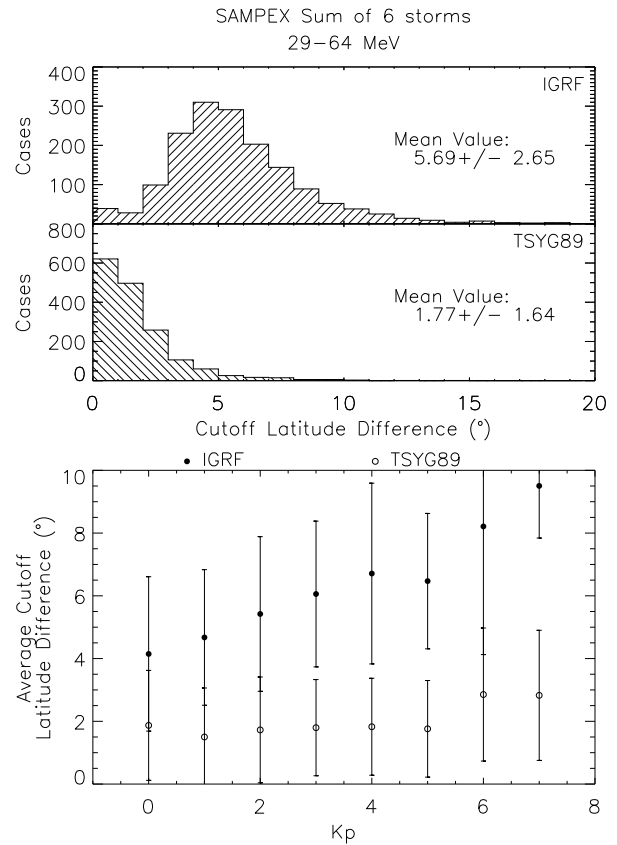 SAMPEX Sum of 6 storms
29−64 MeV
400
300
200
100
Cases
IGRF
Mean Value:
5.69+/− 2.65
800
600
400
200
0
Cases
TSYG89
Mean Value:
1.77+/− 1.64
0 5 10 15 20
Cutoff Latitude Difference (°)
IGRF TSYG89
10
8
6
4
2
0
Average Cutoff
Latitude Difference (°)
0 2 4 6 8
Kp